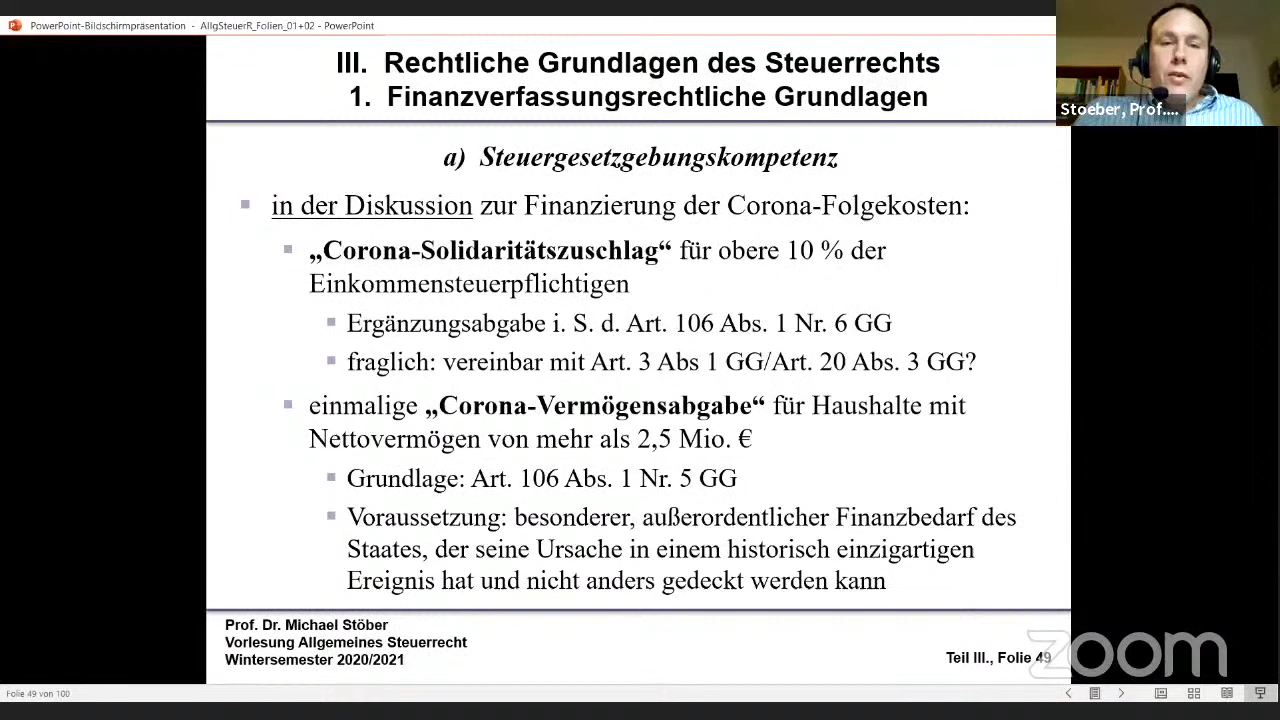 PowerPoint-Bildschirmpräsentation - AllgSteuerR_Folien_01+02 - PowerPoint
III. Rechtliche Grundlagen des Steuerrechts
1. Finanzverfassungsrechtliche Grundlagen
Stoeber, Prof....
a) Steuergesetzgebungskompetenz
in der Diskussion zur Finanzierung der Corona-Folgekosten:
„Corona-Solidaritätszuschlag“ für obere 10 % der
Einkommensteuerpflichtigen
Ergänzungsabgabe i. S. d. Art. 106 Abs. 1 Nr. 6 GG
fraglich: vereinbar mit Art. 3 Abs 1 GG/Art. 20 Abs. 3 GG?
einmalige „Corona-Vermögensabgabe“ für Haushalte mit
Nettovermögen von mehr als 2,5 Mio. €
Grundlage: Art. 106 Abs. 1 Nr. 5 GG
Voraussetzung: besonderer, außerordentlicher Finanzbedarf des
Staates, der seine Ursache in einem historisch einzigartigen
Ereignis hat und nicht anders gedeckt werden kann
Prof. Dr. Michael Stöber
Vorlesung Allgemeines Steuerrecht
Wintersemester 2020/2021
Teil III., Folie 49
zoom
Folie 49 von 100